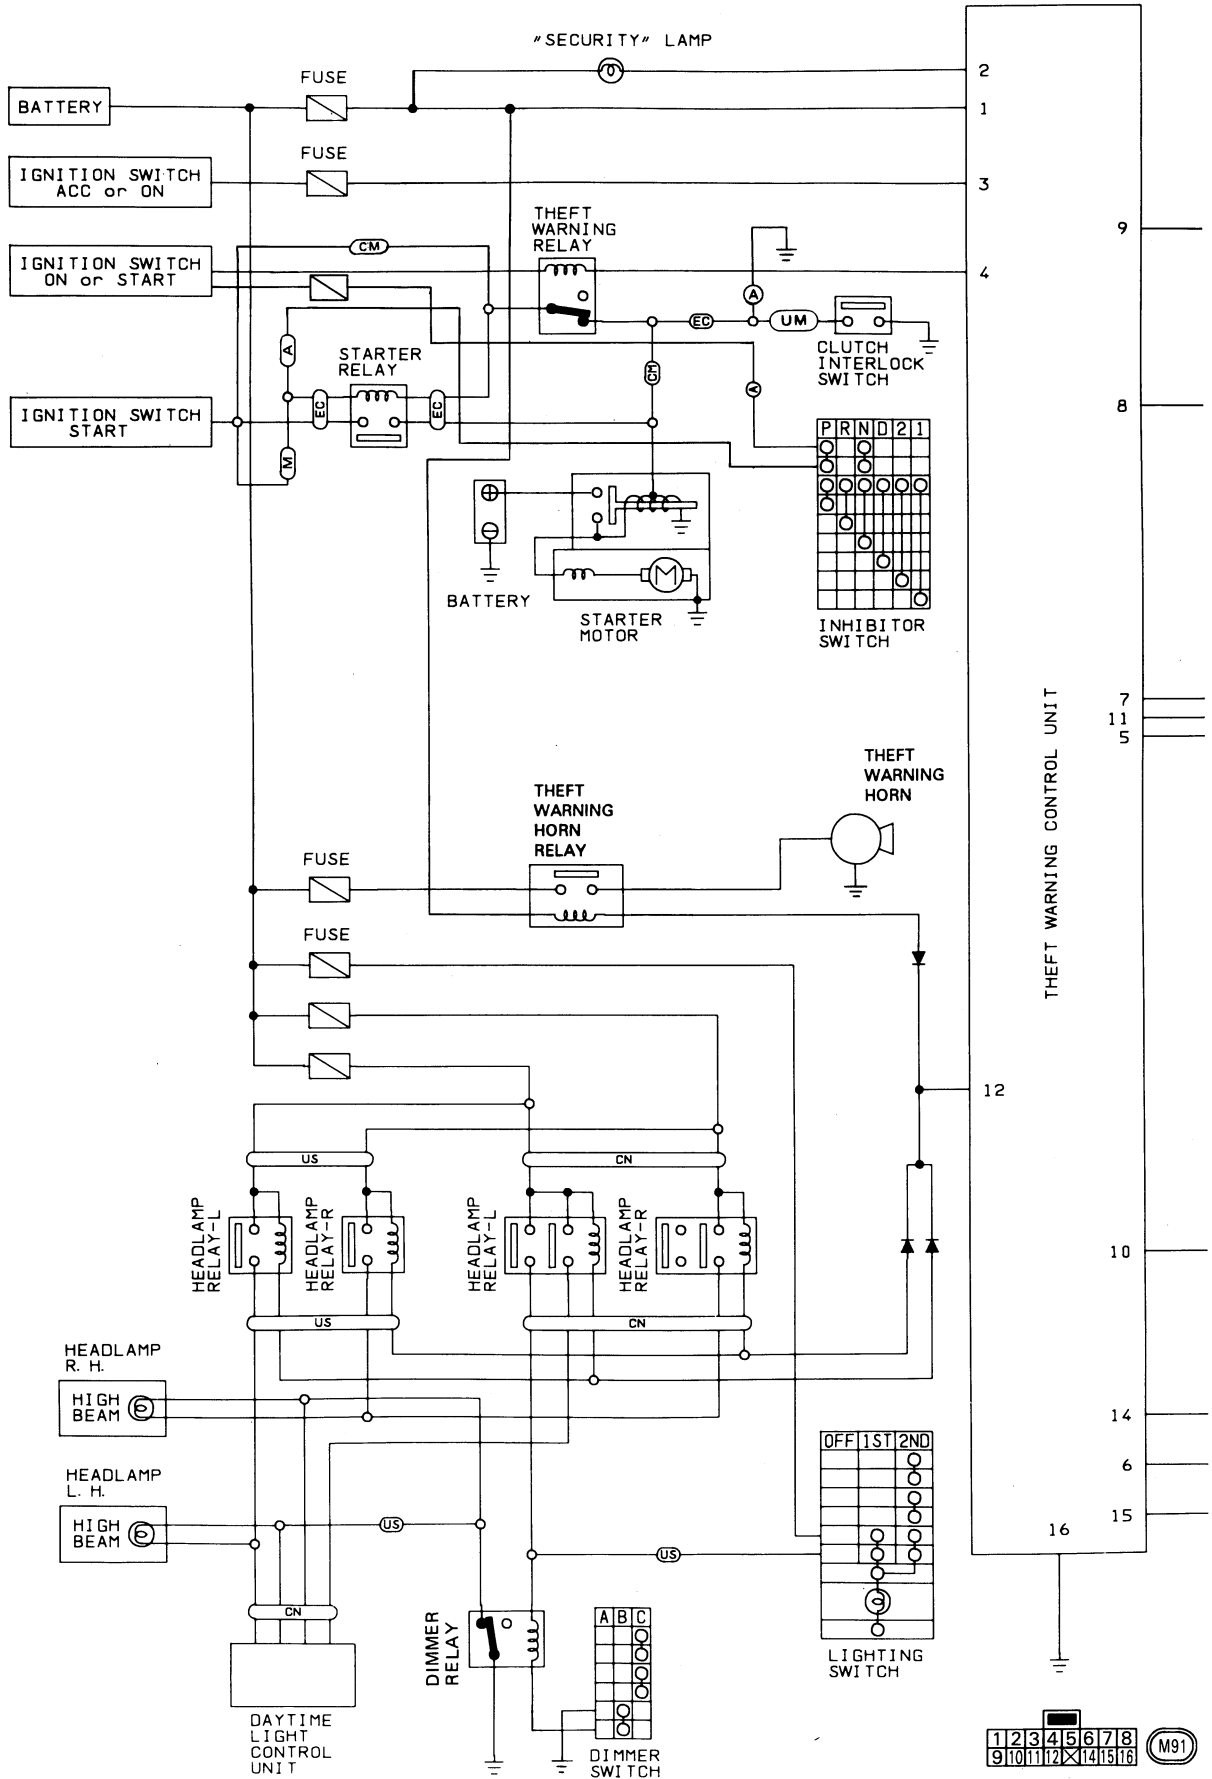 "SECURITY" LAMP
2
FUSE
BATTERY
1
FUSE
IGNITION SWITCH
ACC or ON
3
THEFT
WARNING
RELAY
9
CM
IGNITION SWITCH
ON or START
4
A
EC
UM
CLUTCH
INTERLOCK
SWITCH
A
STARTER
RELAY
CM
A
IGNITION SWITCH
START
EC
EC
8
P R N D 2 1
M
BATTERY
M
STARTER
MOTOR
INHIBITOR
SWITCH
THEFT WARNING CONTROL UNIT
7
11
5
THEFT
WARNING
HORN
THEFT
WARNING
HORN
RELAY
FUSE
FUSE
12
US
CN
HEADLAMP
RELAY-L
HEADLAMP
RELAY-R
HEADLAMP
RELAY-L
HEADLAMP
RELAY-R
10
US
CN
HEADLAMP
R. H.
HIGH
BEAM
14
OFF 1ST 2ND
6
HEADLAMP
L. H.
HIGH
BEAM
US
15
16
US
CN
DIMMER
RELAY
A B C
LIGHTING
SWITCH
DAYTIME
LIGHT
CONTROL
UNIT
DIMMER
SWITCH
1 2 3 4 5 6 7 8
9 10 11 12 14 15 16
M91